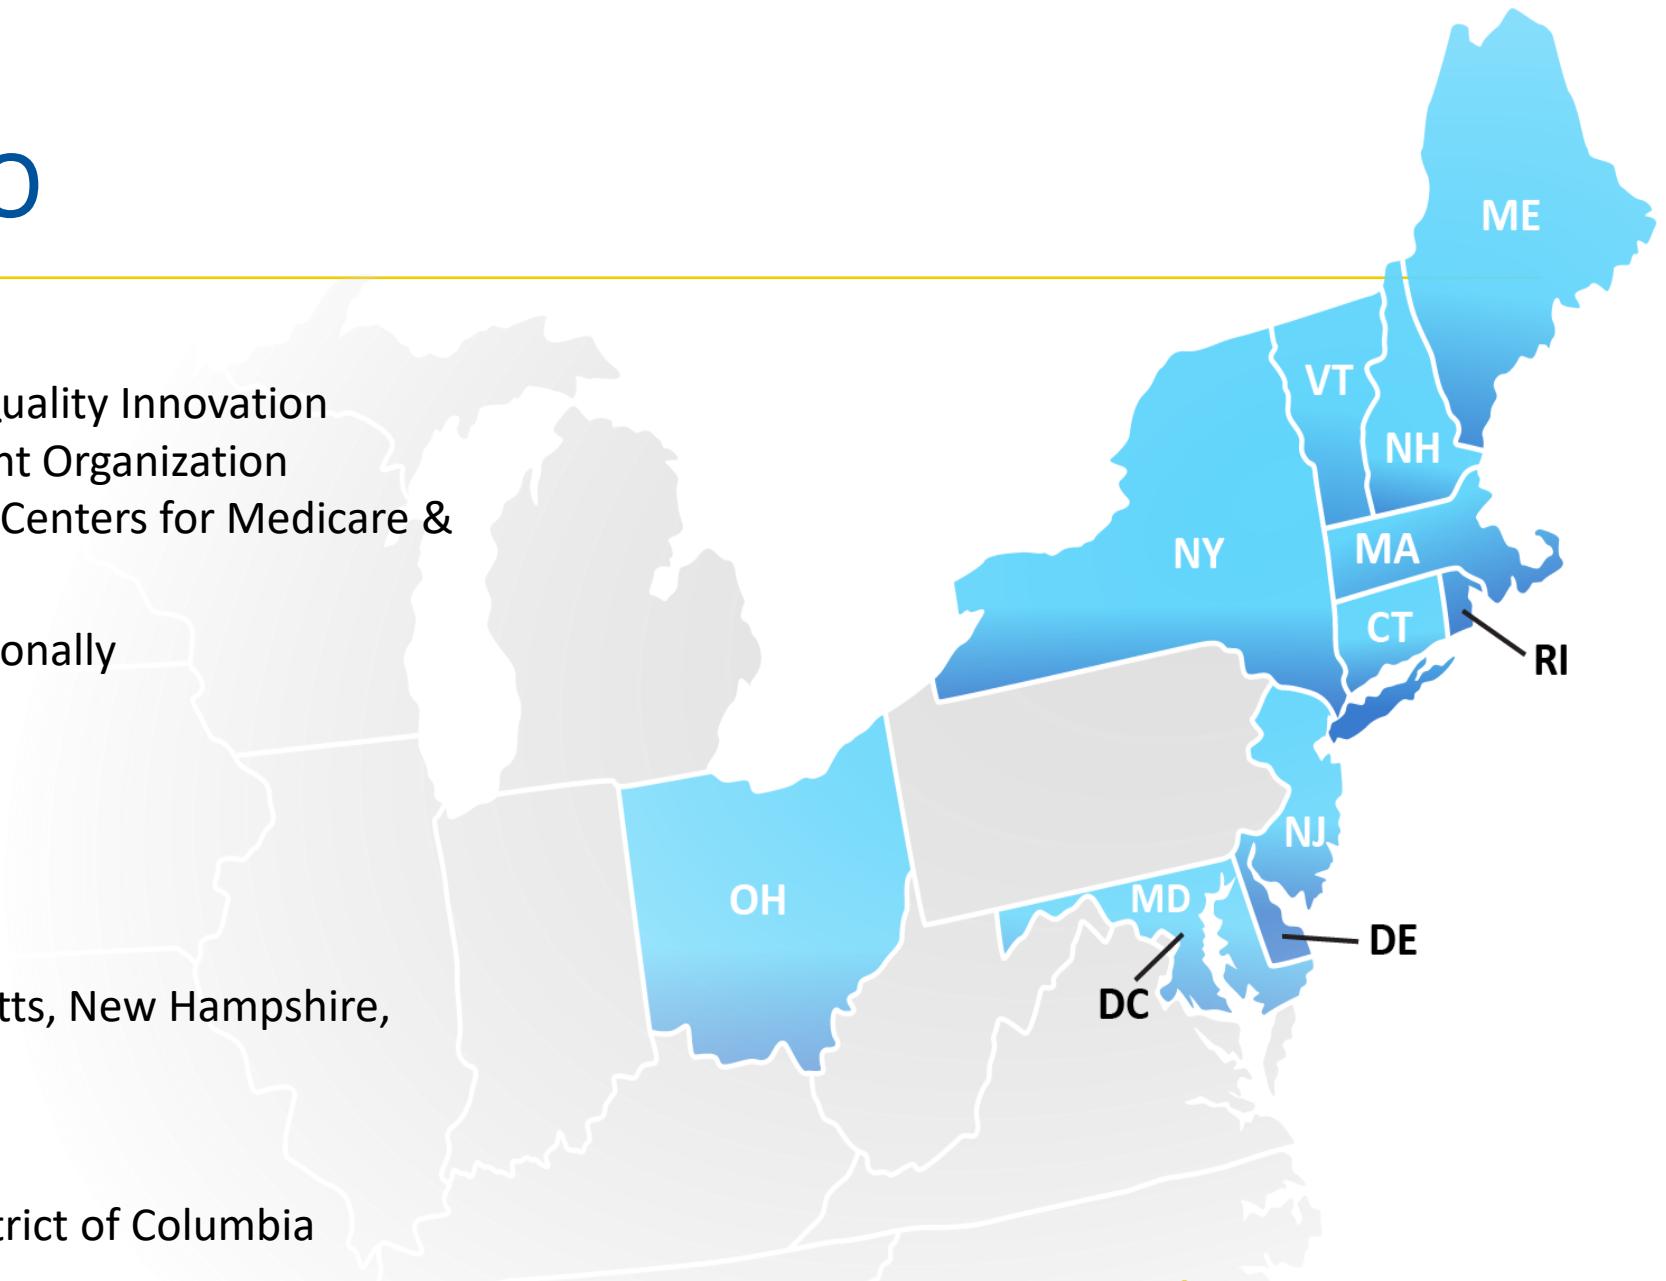 O
uality Innovation
nt Organization
Centers for Medicare &
onally
tts, New Hampshire,
trict of Columbia
ME
VT
NH
NY
MA
CT
RI
NJ
OH
MD
DE
DC